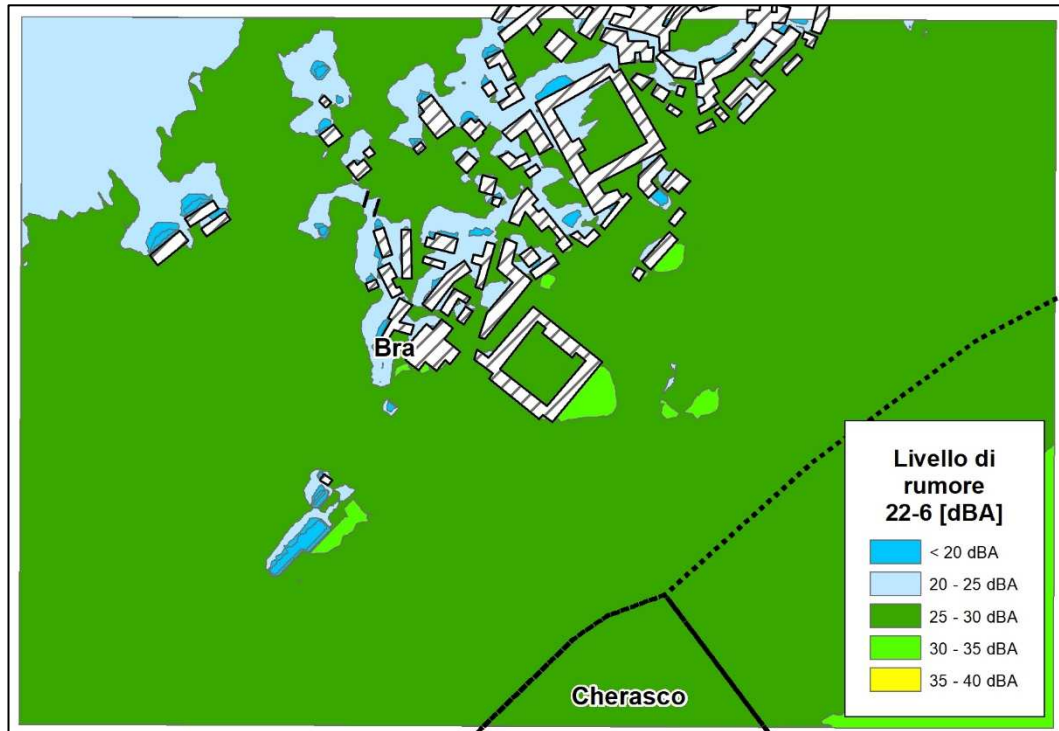 Bra
Livello di
rumore
22-6 [dBA]
< 20 dBA
20 - 25 dBA
25 - 30 dBA
30 - 35 dBA
35 - 40 dBA
Cherasco